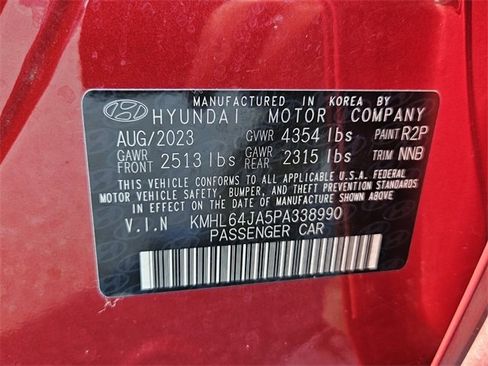 MANUFACTURED IN KOREA BY
HYUNDAI MOTOR COMPANY
AUG/2023 GVWR 4354 lbs PAINT R2P
GAWR FRONT 2513 lbs GAWR REAR 2315 lbs TRIM NNB
THIS VEHICLE CONFORMS TO ALL APPLICABLE U.S.A. FEDERAL
MOTOR VEHICLE SAFETY, BUMPER, AND THEFT PREVENTION STANDARDS
IN EFFECT ON THE DATE OF MANUFACTURE SHOWN ABOVE
V.I.N KMHL64JA5PA338990
PASSENGER CAR